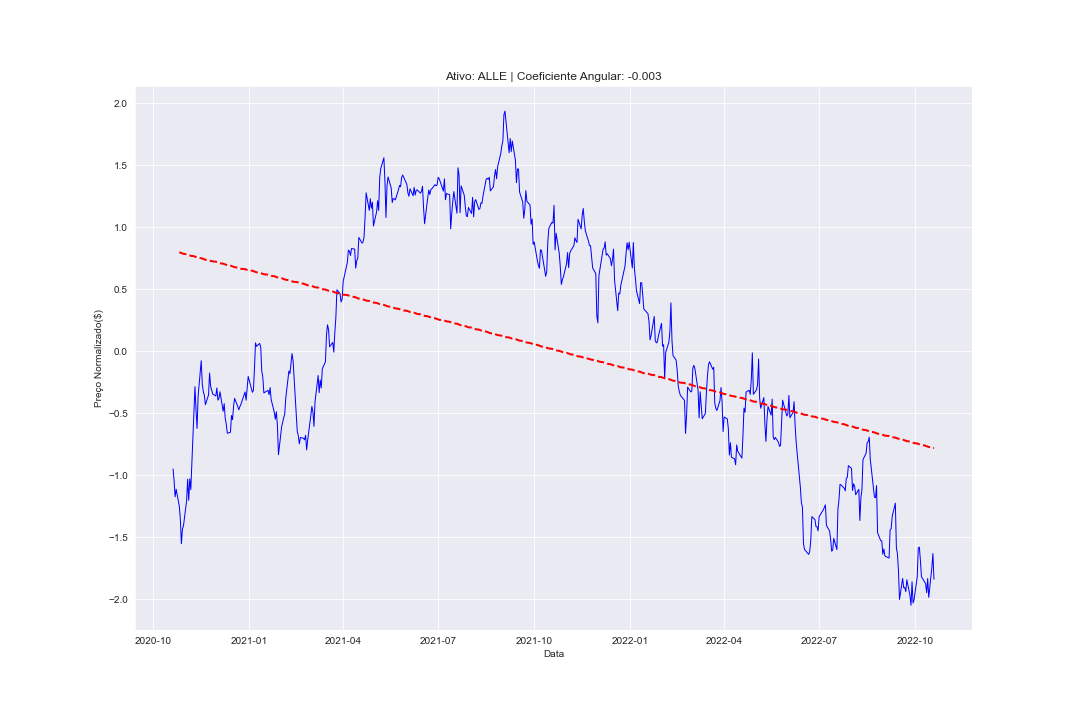 Ativo: ALLE | Coeficiente Angular: -0.003
Preço Normalizado($)
2.0
1.5
1.0
0.5
0.0
−0.5
−1.0
−1.5
−2.0
2020-10 2021-01 2021-04 2021-07 2021-10 2022-01 2022-04 2022-07 2022-10
Data